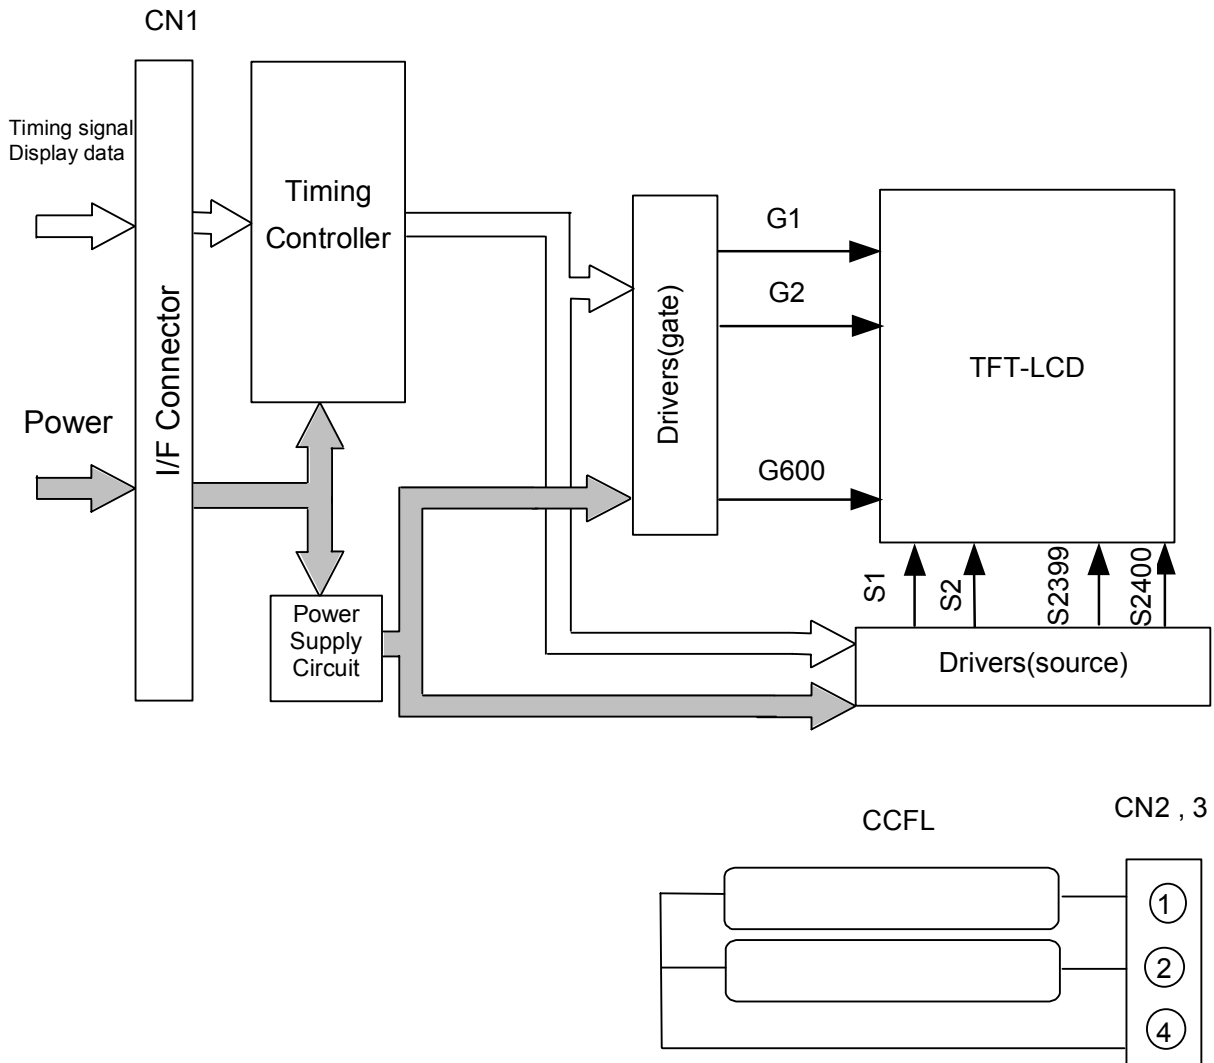 CN1
Timing signal
Display data
Power
I/F Connector
Timing
Controller
Power
Supply
Circuit
Drivers(gate)
G1
G2
G600
TFT-LCD
S1
S2
S2399
S2400
Drivers(source)
CCFL
CN2 , 3
1
2
4